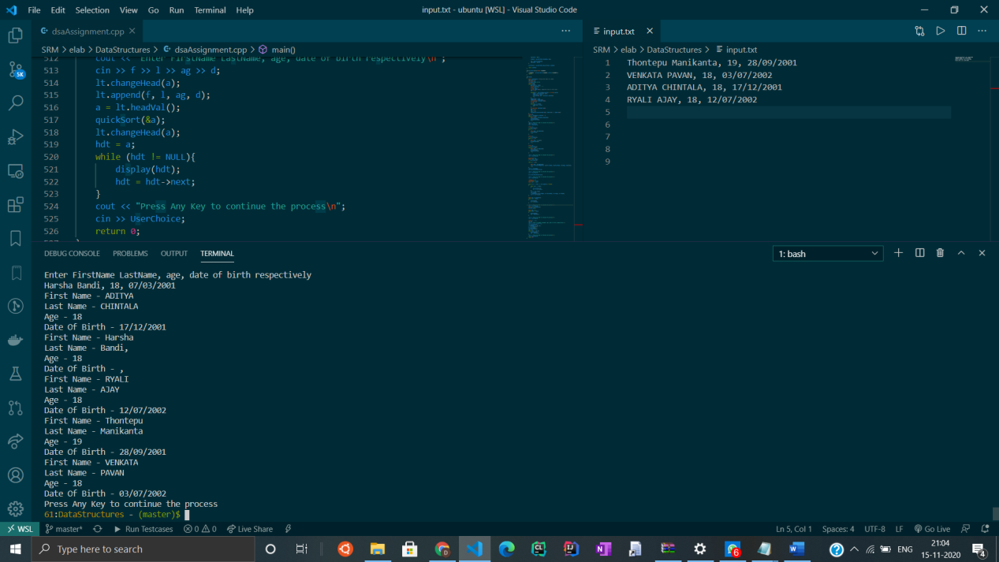 File Edit Selection View Go Run Terminal Help
input.txt - ubuntu [WSL] - Visual Studio Code
dsaAssignment.cpp
SRM > elab > DataStructures > dsaAssignment.cpp > main()
512 cout << "Enter FirstName LastName, age, date of birth respectively\n";
513 cin >> f >> l >> ag >> d;
514 lt.changeHead(a);
515 lt.append(f, l, ag, d);
516 a = lt.headVal();
517 quickSort(&a);
518 lt.changeHead(a);
519 hdt = a;
520 while (hdt != NULL){
521 display(hdt);
522 hdt = hdt->next;
523 }
524 cout << "Press Any Key to continue the process\n";
525 cin >> UserChoice;
526 return 0;
input.txt
SRM > elab > DataStructures > input.txt
1 Thontepu Manikanta, 19, 28/09/2001
2 VENKATA PAVAN, 18, 03/07/2002
3 ADITYA CHINTALA, 18, 17/12/2001
4 RYALI AJAY, 18, 12/07/2002
5
6
7
8
9
5K
DEBUG CONSOLE PROBLEMS OUTPUT TERMINAL
1: bash
Enter FirstName LastName, age, date of birth respectively
Harsha Bandi, 18, 07/03/2001
First Name - ADITYA
Last Name - CHINTALA
Age - 18
Date Of Birth - 17/12/2001
First Name - Harsha
Last Name - Bandi,
Age - 18
Date Of Birth - ,
First Name - RYALI
Last Name - AJAY
Age - 18
Date Of Birth - 12/07/2002
First Name - Thontepu
Last Name - Manikanta
Age - 19
Date Of Birth - 28/09/2001
First Name - VENKATA
Last Name - PAVAN
Age - 18
Date Of Birth - 03/07/2002
Press Any Key to continue the process
61:DataStructures - (master)$
WSL master* Run Testcases 0 0 Live Share Ln 5, Col 1 Spaces: 4 UTF-8 LF Go Live
Type here to search
D
CL
IJ
N
6
W
ENG
21:04
15-11-2020
4